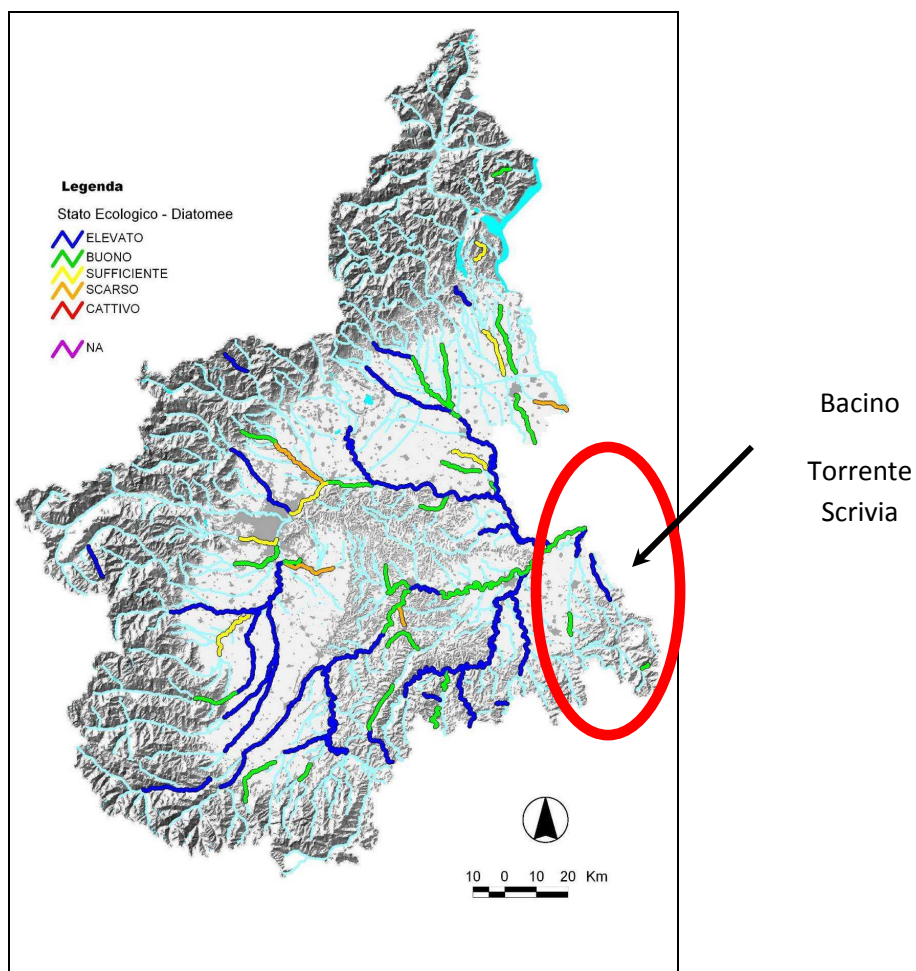 Legenda
Stato Ecologico - Diatomee
ELEVATO
BUONO
SUFFICIENTE
SCARSO
CATTIVO
NA
Bacino
Torrente
Scrivia
10 0 10 20 Km